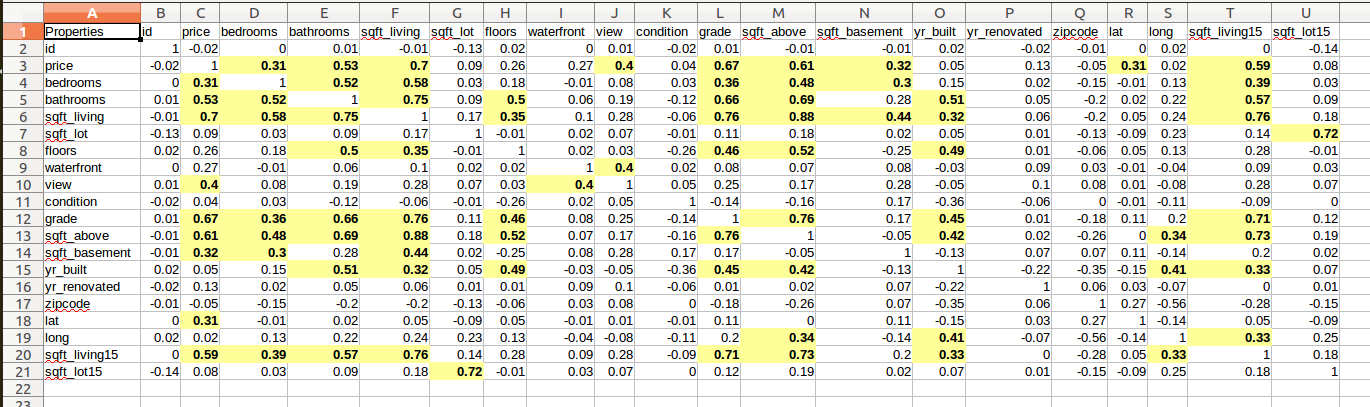 A B C D E F G H I J K L M N O P Q R S T U
1 Properties id price bedrooms bathrooms sqft_living sqft_lot floors waterfront view condition grade sqft_above sqft_basement yr_built yr_renovated zipcode lat long sqft_living15 sqft_lot15
2 id 1 -0.02 0 0.01 -0.01 -0.13 0.02 0 0.01 -0.02 0.01 -0.01 -0.01 0.02 -0.02 -0.01 0 0.02 0 -0.14
3 price -0.02 1 0.31 0.53 0.7 0.09 0.26 0.27 0.4 0.04 0.67 0.61 0.32 0.05 0.13 -0.05 0.31 0.02 0.59 0.08
4 bedrooms 0 0.31 1 0.52 0.58 0.03 0.18 -0.01 0.08 0.03 0.36 0.48 0.3 0.15 0.02 -0.15 -0.01 0.13 0.39 0.03
5 bathrooms 0.01 0.53 0.52 1 0.75 0.09 0.5 0.06 0.19 -0.12 0.66 0.69 0.28 0.51 0.05 -0.2 0.02 0.22 0.57 0.09
6 sqft_living -0.01 0.7 0.58 0.75 1 0.17 0.35 0.1 0.28 -0.06 0.76 0.88 0.44 0.32 0.06 -0.2 0.05 0.24 0.76 0.18
7 sqft_lot -0.13 0.09 0.03 0.09 0.17 1 -0.01 0.02 0.07 -0.01 0.11 0.18 0.02 0.05 0.01 -0.13 -0.09 0.23 0.14 0.72
8 floors 0.02 0.26 0.18 0.5 0.35 -0.01 1 0.02 0.03 -0.26 0.46 0.52 -0.25 0.49 0.01 -0.06 0.05 0.13 0.28 -0.01
9 waterfront 0 0.27 -0.01 0.06 0.1 0.02 0.02 1 0.4 0.02 0.08 0.07 0.08 -0.03 0.09 0.03 -0.01 -0.04 0.09 0.03
10 view 0.01 0.4 0.08 0.19 0.28 0.07 0.03 0.4 1 0.05 0.25 0.17 0.28 -0.05 0.1 0.08 0.01 -0.08 0.28 0.07
11 condition -0.02 0.04 0.03 -0.12 -0.06 -0.01 -0.26 0.02 0.05 1 -0.14 -0.16 0.17 -0.36 -0.06 0 -0.01 -0.11 -0.09 0
12 grade 0.01 0.67 0.36 0.66 0.76 0.11 0.46 0.08 0.25 -0.14 1 0.76 0.17 0.45 0.01 -0.18 0.11 0.2 0.71 0.12
13 sqft_above -0.01 0.61 0.48 0.69 0.88 0.18 0.52 0.07 0.17 -0.16 0.76 1 -0.05 0.42 0.02 -0.26 0 0.34 0.73 0.19
14 sqft_basement -0.01 0.32 0.3 0.28 0.44 0.02 -0.25 0.08 0.28 0.17 0.17 -0.05 1 -0.13 0.07 0.07 0.11 -0.14 0.2 0.02
15 yr_built 0.02 0.05 0.15 0.51 0.32 0.05 0.49 -0.03 -0.05 -0.36 0.45 0.42 -0.13 1 -0.22 -0.35 -0.15 0.41 0.33 0.07
16 yr_renovated -0.02 0.13 0.02 0.05 0.06 0.01 0.01 0.09 0.1 -0.06 0.01 0.02 0.07 -0.22 1 0.06 0.03 -0.07 0 0.01
17 zipcode -0.01 -0.05 -0.15 -0.2 -0.2 -0.13 -0.06 0.03 0.08 0 -0.18 -0.26 0.07 -0.35 0.06 1 0.27 -0.56 -0.28 -0.15
18 lat 0 0.31 -0.01 0.02 0.05 -0.09 0.05 -0.01 0.01 -0.01 0.11 0 0.11 -0.15 0.03 0.27 1 -0.14 0.05 -0.09
19 long 0.02 0.02 0.13 0.22 0.24 0.23 0.13 -0.04 -0.08 -0.11 0.2 0.34 -0.14 0.41 -0.07 -0.56 -0.14 1 0.33 0.25
20 sqft_living15 0 0.59 0.39 0.57 0.76 0.14 0.28 0.09 0.28 -0.09 0.71 0.73 0.2 0.33 0 -0.28 0.05 0.33 1 0.18
21 sqft_lot15 -0.14 0.08 0.03 0.09 0.18 0.72 -0.01 0.03 0.07 0 0.12 0.19 0.02 0.07 0.01 -0.15 -0.09 0.25 0.18 1
22
23